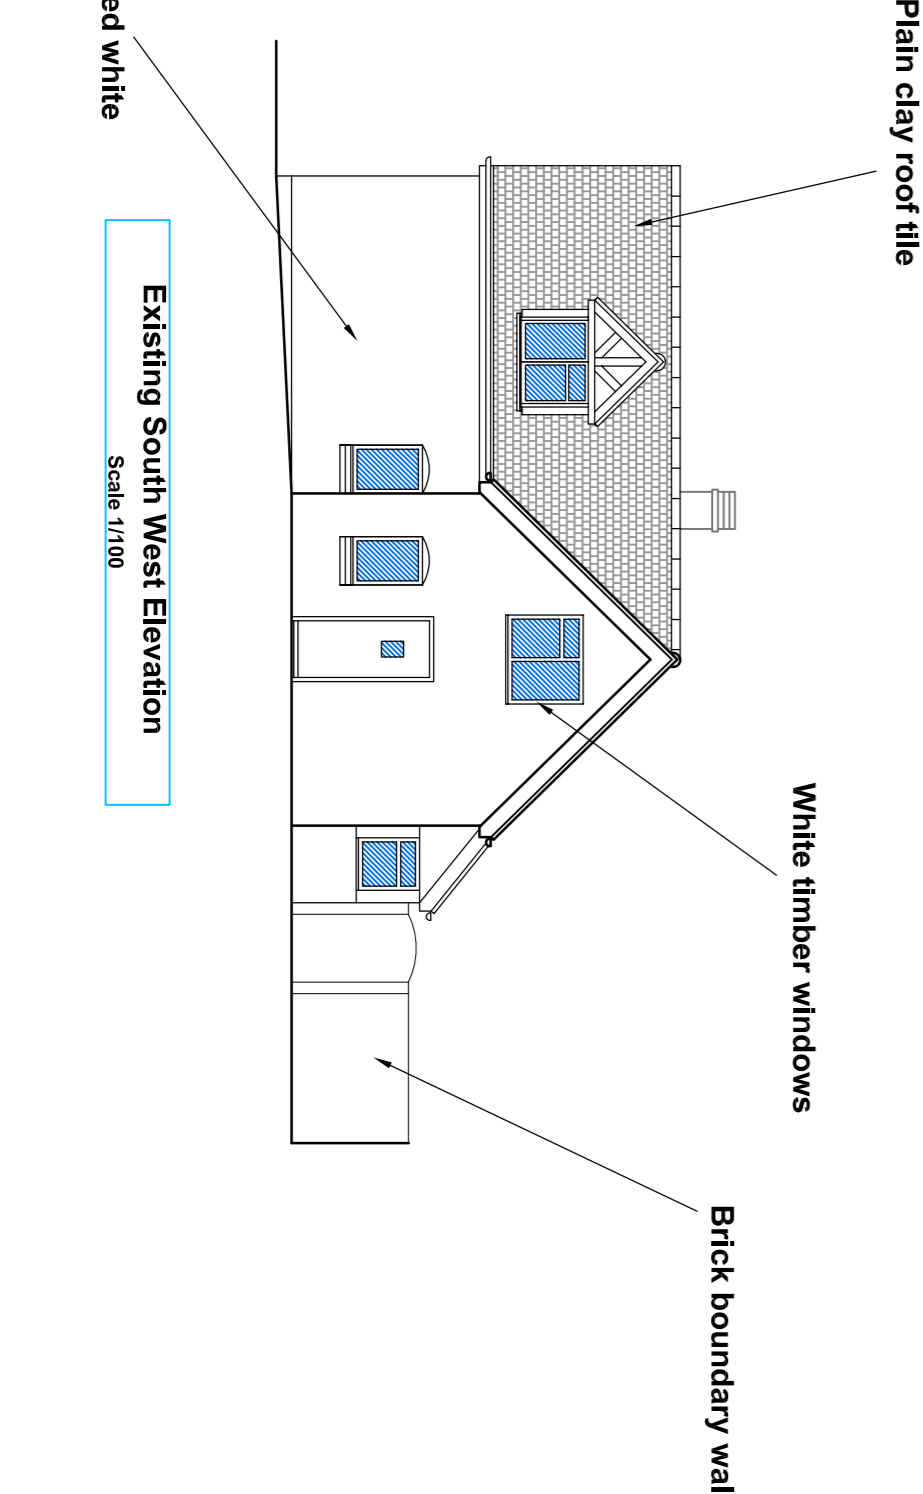 Plain clay roof tile
White timber windows
Brick boundary wal
ed white
Existing South West Elevation
Scale 1/100